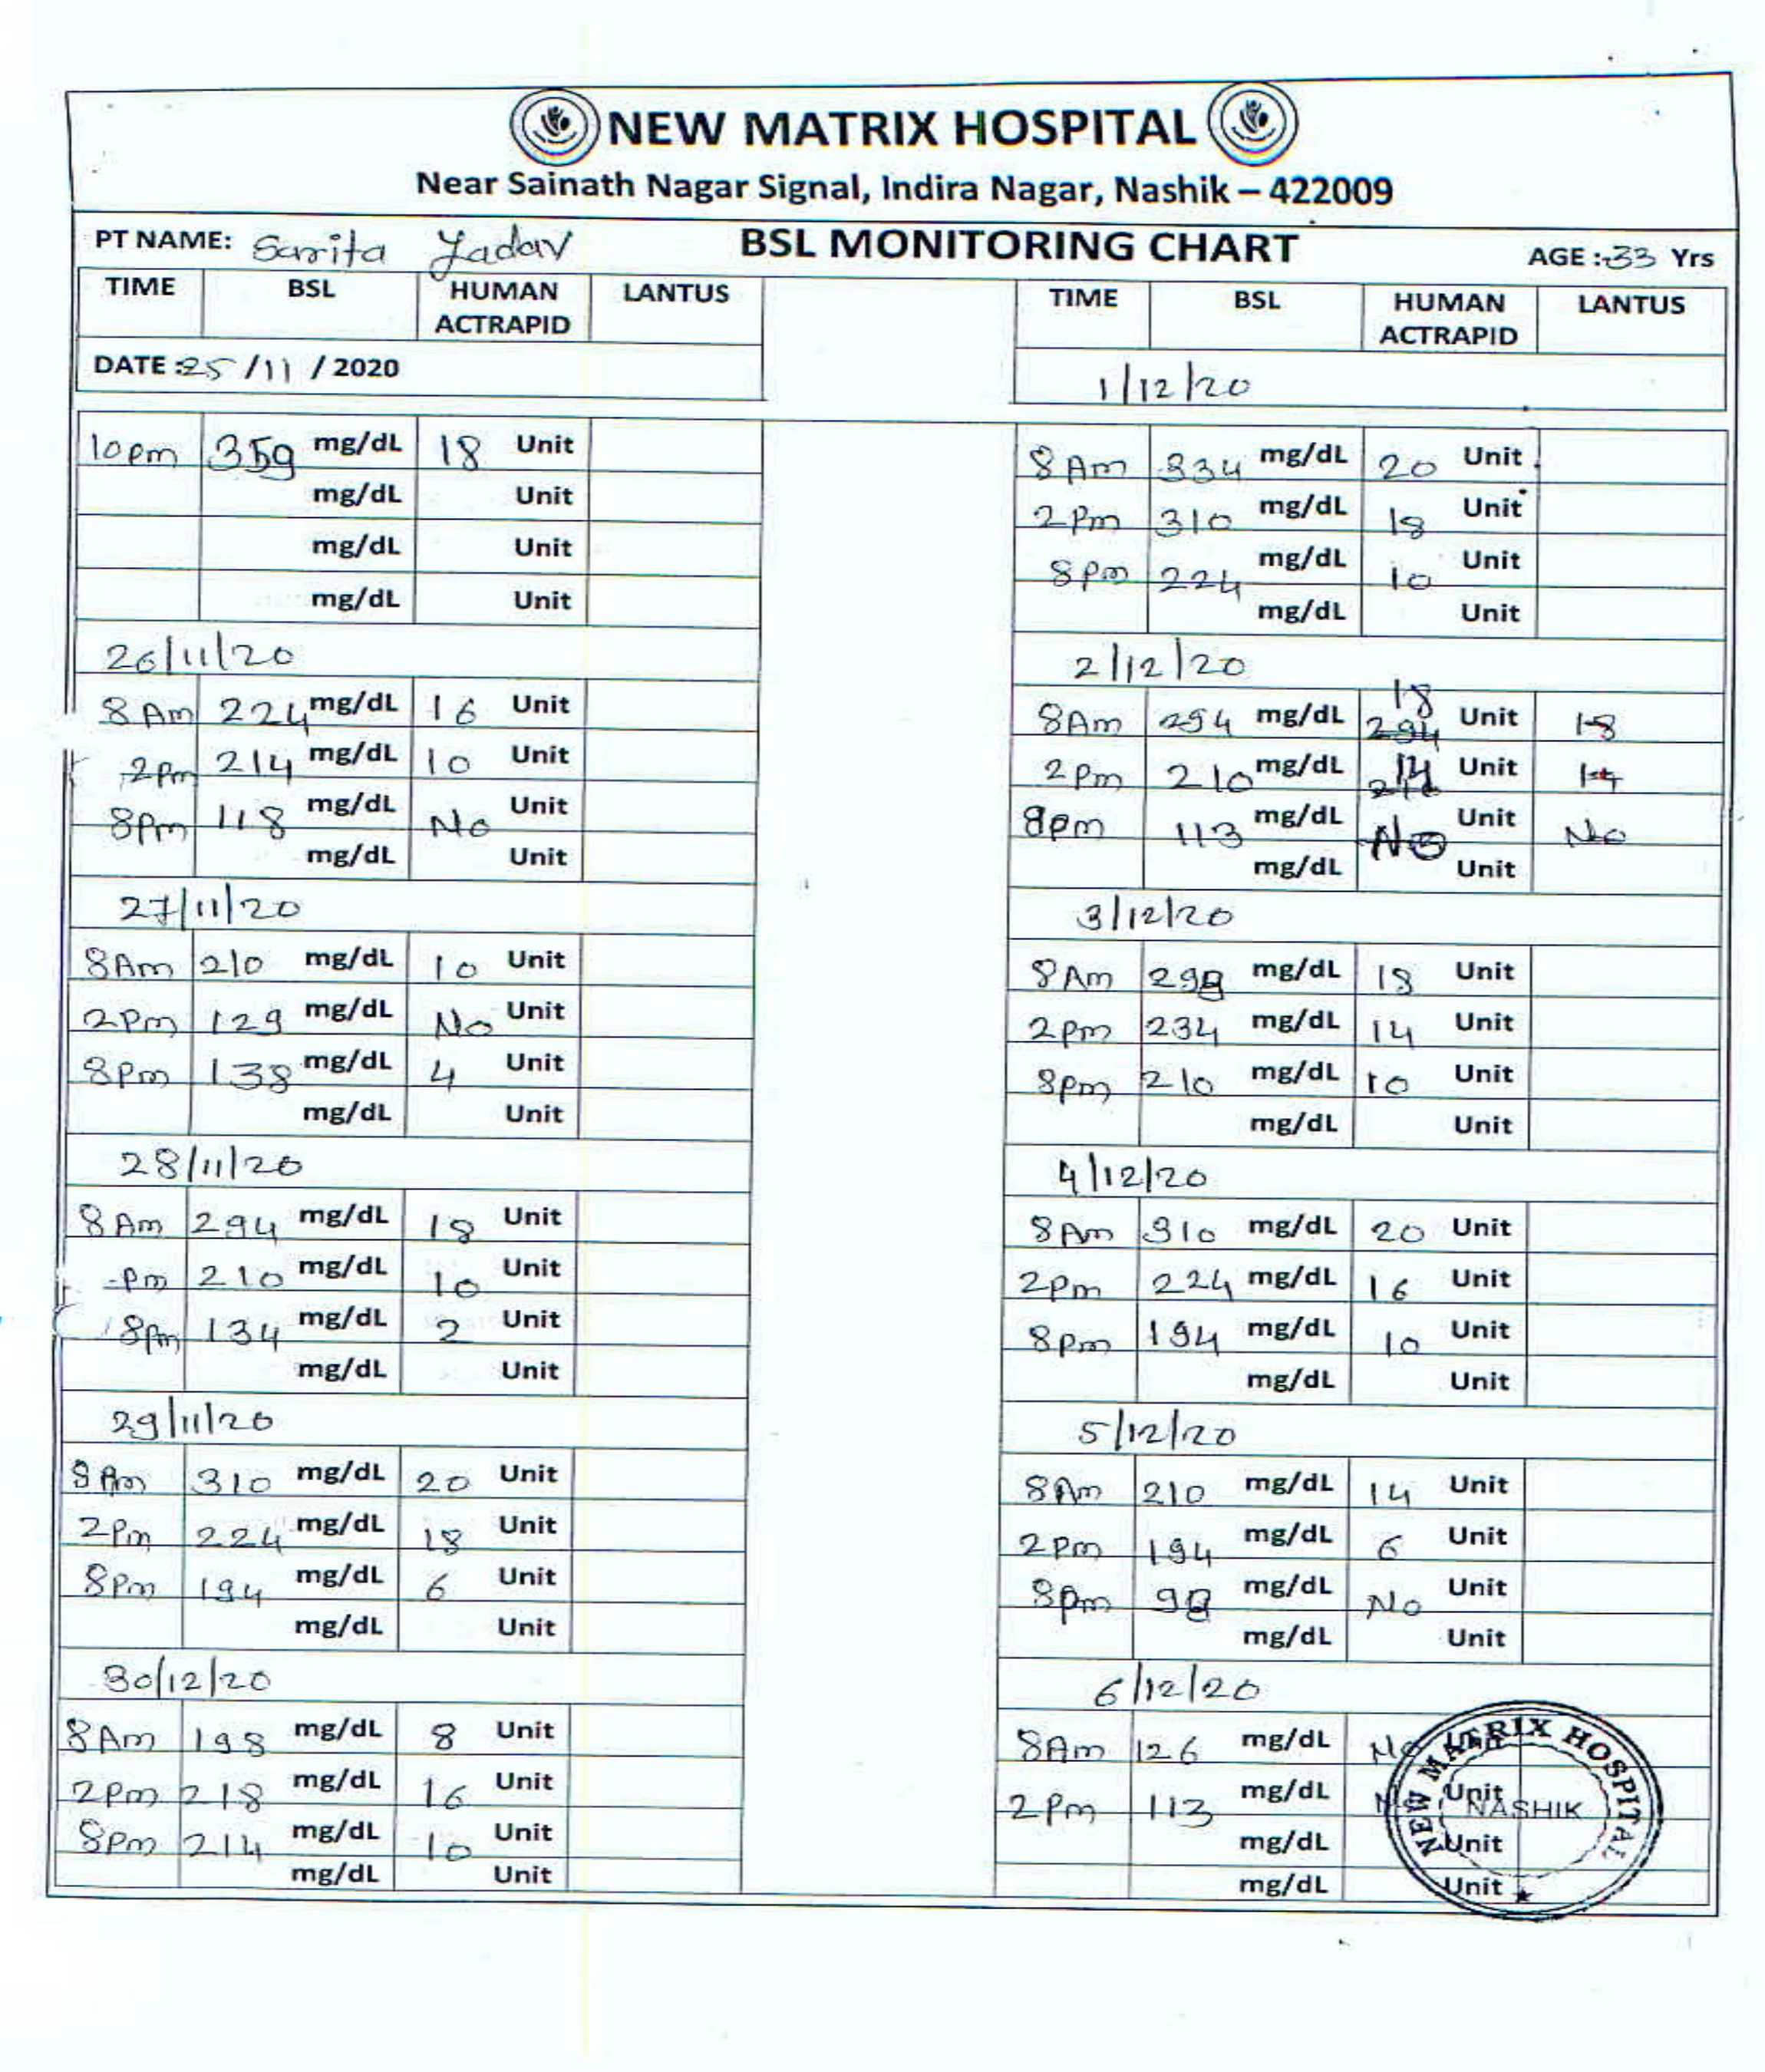 NEW MATRIX HOSPITAL
Near Sainath Nagar Signal, Indira Nagar, Nashik – 422009
PT NAME: Sarita Yadav BSL MONITORING CHART AGE :-33 Yrs
TIME BSL HUMAN ACTRAPID LANTUS
DATE :25/11/2020
10pm 359 mg/dL 18 Unit
mg/dL Unit
mg/dL Unit
mg/dL Unit
26/11/20
8Am 224 mg/dL 16 Unit
2Pm 214 mg/dL 10 Unit
8Pm 118 mg/dL No Unit
mg/dL Unit
27/11/20
8Am 210 mg/dL 10 Unit
2Pm 129 mg/dL No Unit
8Pm 138 mg/dL 4 Unit
mg/dL Unit
28/11/20
8Am 294 mg/dL 18 Unit
-Pm 210 mg/dL 10 Unit
8pm 134 mg/dL 2 Unit
mg/dL Unit
29/11/20
8Am 310 mg/dL 20 Unit
2Pm 224 mg/dL 18 Unit
8Pm 194 mg/dL 6 Unit
mg/dL Unit
30/12/20
8Am 198 mg/dL 8 Unit
2Pm 218 mg/dL 16 Unit
8pm 214 mg/dL 10 Unit
mg/dL Unit
TIME BSL HUMAN ACTRAPID LANTUS
1/12/20
8Am 334 mg/dL 20 Unit
2Pm 310 mg/dL 18 Unit
8pm 224 mg/dL 10 Unit
mg/dL Unit
2/12/20
8Am 294 mg/dL 18 294 Unit 18
2Pm 210 mg/dL 14 Unit 14
8pm 113 mg/dL No Unit No
mg/dL Unit
3/12/20
8Am 298 mg/dL 18 Unit
2pm 234 mg/dL 14 Unit
8pm 210 mg/dL 10 Unit
mg/dL Unit
4/12/20
8Am 310 mg/dL 20 Unit
2pm 224 mg/dL 16 Unit
8pm 194 mg/dL 10 Unit
mg/dL Unit
5/12/20
8Am 210 mg/dL 14 Unit
2pm 194 mg/dL 6 Unit
8pm 98 mg/dL No Unit
mg/dL Unit
6/12/20
8Am 126 mg/dL No Unit
2pm 113 mg/dL Unit
mg/dL Unit
mg/dL Unit
NEW MATRIX HOSPITAL
NASHIK